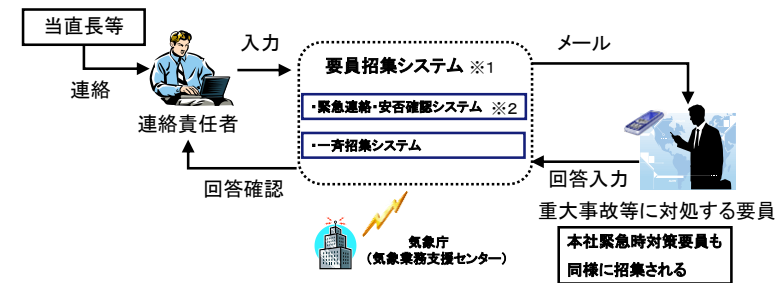 当直長等
連絡
連絡責任者
入力
回答確認
要員招集システム ※1
・緊急連絡・安否確認システム ※2
・一斉招集システム
気象庁
（気象業務支援センター）
メール
回答入力
重大事故等に対処する要員
本社緊急時対策要員も
同様に招集される